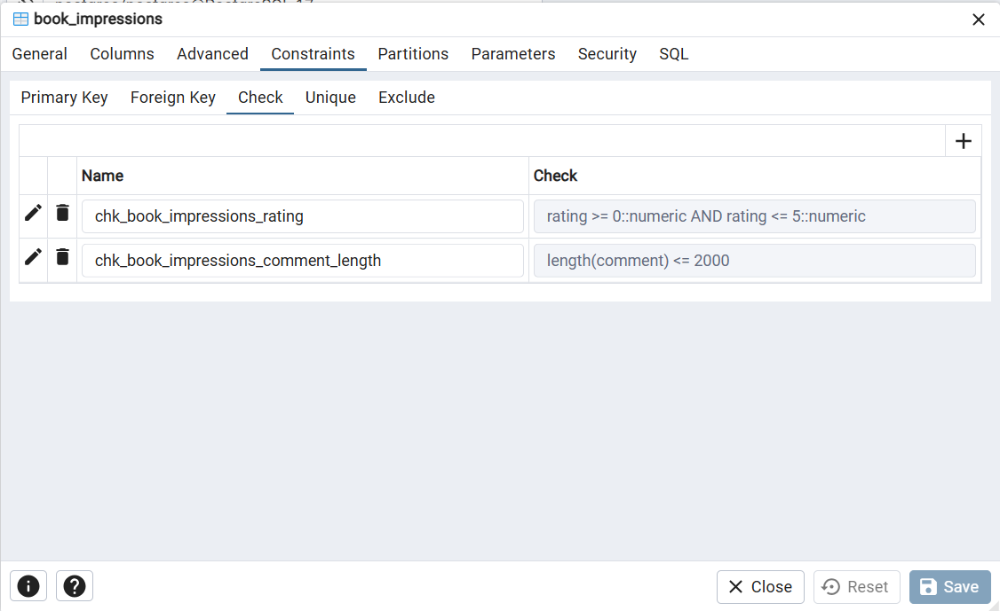 book_impressions
General Columns Advanced Constraints Partitions Parameters Security SQL
Primary Key Foreign Key Check Unique Exclude
Name Check
chk_book_impressions_rating rating >= 0::numeric AND rating <= 5::numeric
chk_book_impressions_comment_length length(comment) <= 2000
Close Reset Save